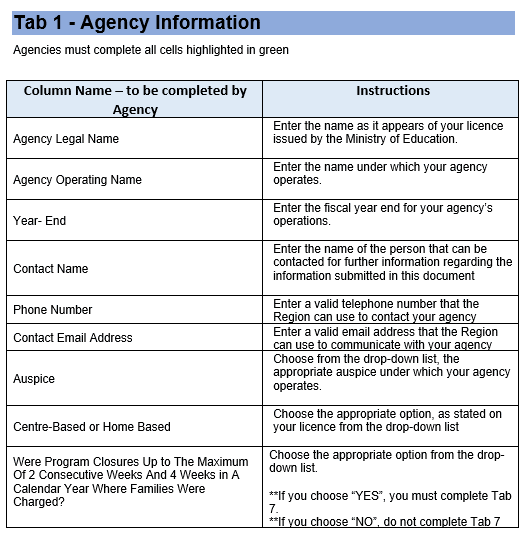 Tab 1 - Agency Information
Agencies must complete all cells highlighted in green
Column Name – to be completed by
Agency
Instructions
Agency Legal Name
Enter the name as it appears of your licence
issued by the Ministry of Education.
Agency Operating Name
Enter the name under which your agency
operates.
Year- End
Enter the fiscal year end for your agency's
operations.
Contact Name
Enter the name of the person that can be
contacted for further information regarding the
information submitted in this document
Phone Number
Enter a valid telephone number that the
Region can use to contact your agency
Contact Email Address
Enter a valid email address that the Region
can use to communicate with your agency
Auspice
Choose from the drop-down list, the
appropriate auspice under which your agency
operates.
Centre-Based or Home Based
Choose the appropriate option, as stated on
your licence from the drop-down list
Were Program Closures Up to The Maximum
Of 2 Consecutive Weeks And 4 Weeks in A
Calendar Year Where Families Were
Charged?
Choose the appropriate option from the drop-
down list.
**If you choose “YES”, you must complete Tab
7.
**If you choose “NO”, do not complete Tab 7